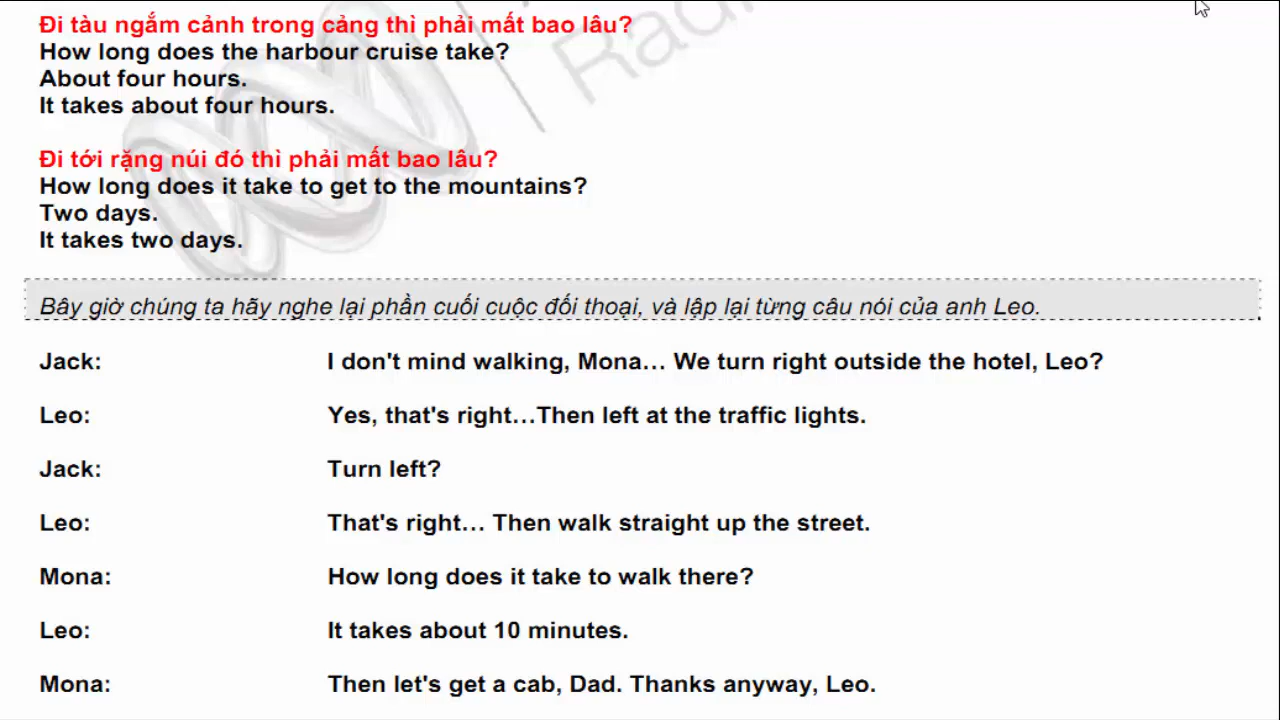 Đi tàu ngắm cảnh trong cảng thì phải mất bao lâu?
How long does the harbour cruise take?
About four hours.
It takes about four hours.
Đi tới rặng núi đó thì phải mất bao lâu?
How long does it take to get to the mountains?
Two days.
It takes two days.
Bây giờ chúng ta hãy nghe lại phần cuối cuộc đối thoại, và lập lại từng câu nói của anh Leo.
Jack: I don't mind walking, Mona… We turn right outside the hotel, Leo?
Leo: Yes, that's right…Then left at the traffic lights.
Jack: Turn left?
Leo: That's right… Then walk straight up the street.
Mona: How long does it take to walk there?
Leo: It takes about 10 minutes.
Mona: Then let's get a cab, Dad. Thanks anyway, Leo.